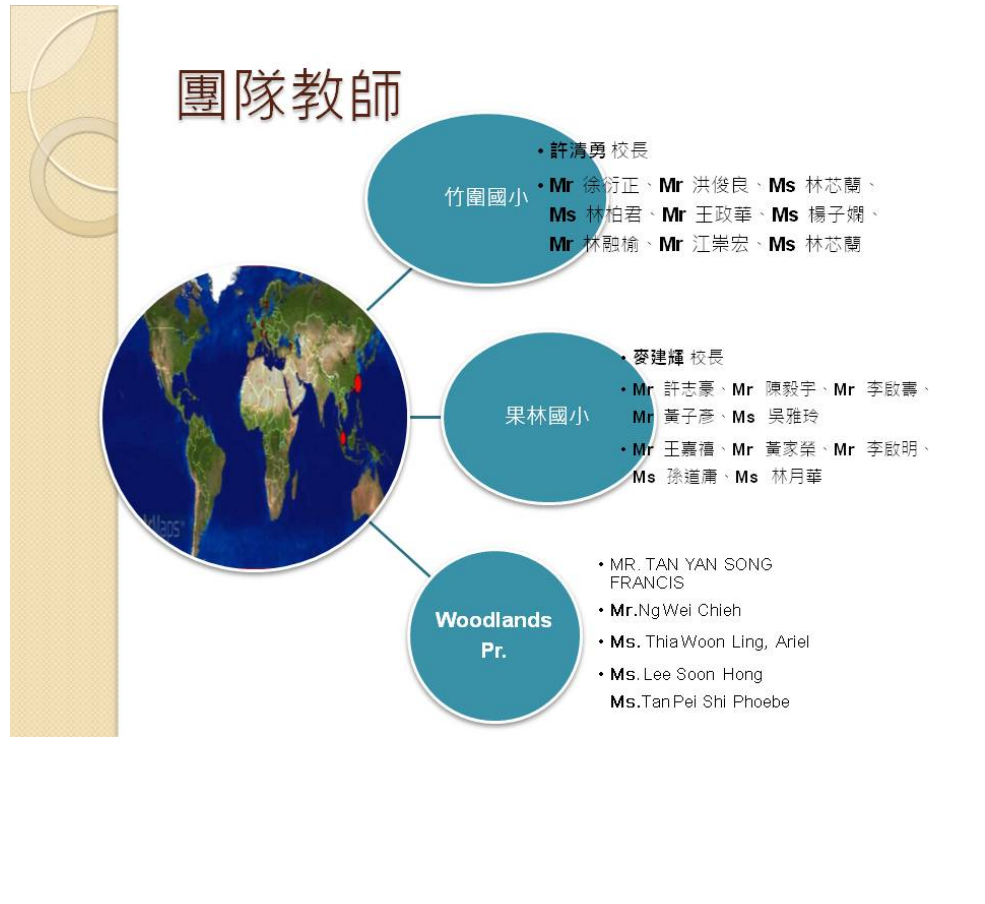 團隊教師
竹圍國小
• 許清勇 校長
• Mr 徐衍正、Mr 洪俊良、Ms 林芯蘭、
Ms 林柏君、Mr 王政華、Ms 楊子嫻、
Mr 林融榆、Mr 江崇宏、Ms 林芯蘭
果林國小
• 麥建輝 校長
• Mr 許志豪、Mr 陳毅宇、Mr 李啟壽、
Mr 黃子彥、Ms 吳雅玲
• Mr 王嘉禧、Mr 黃家榮、Mr 李啟明、
Ms 孫道庸、Ms 林月華
Woodlands
Pr.
• MR. TAN YAN SONG
FRANCIS
• Mr.Ng Wei Chieh
• Ms. Thia Woon Ling, Ariel
• Ms. Lee Soon Hong
Ms.Tan Pei Shi Phoebe